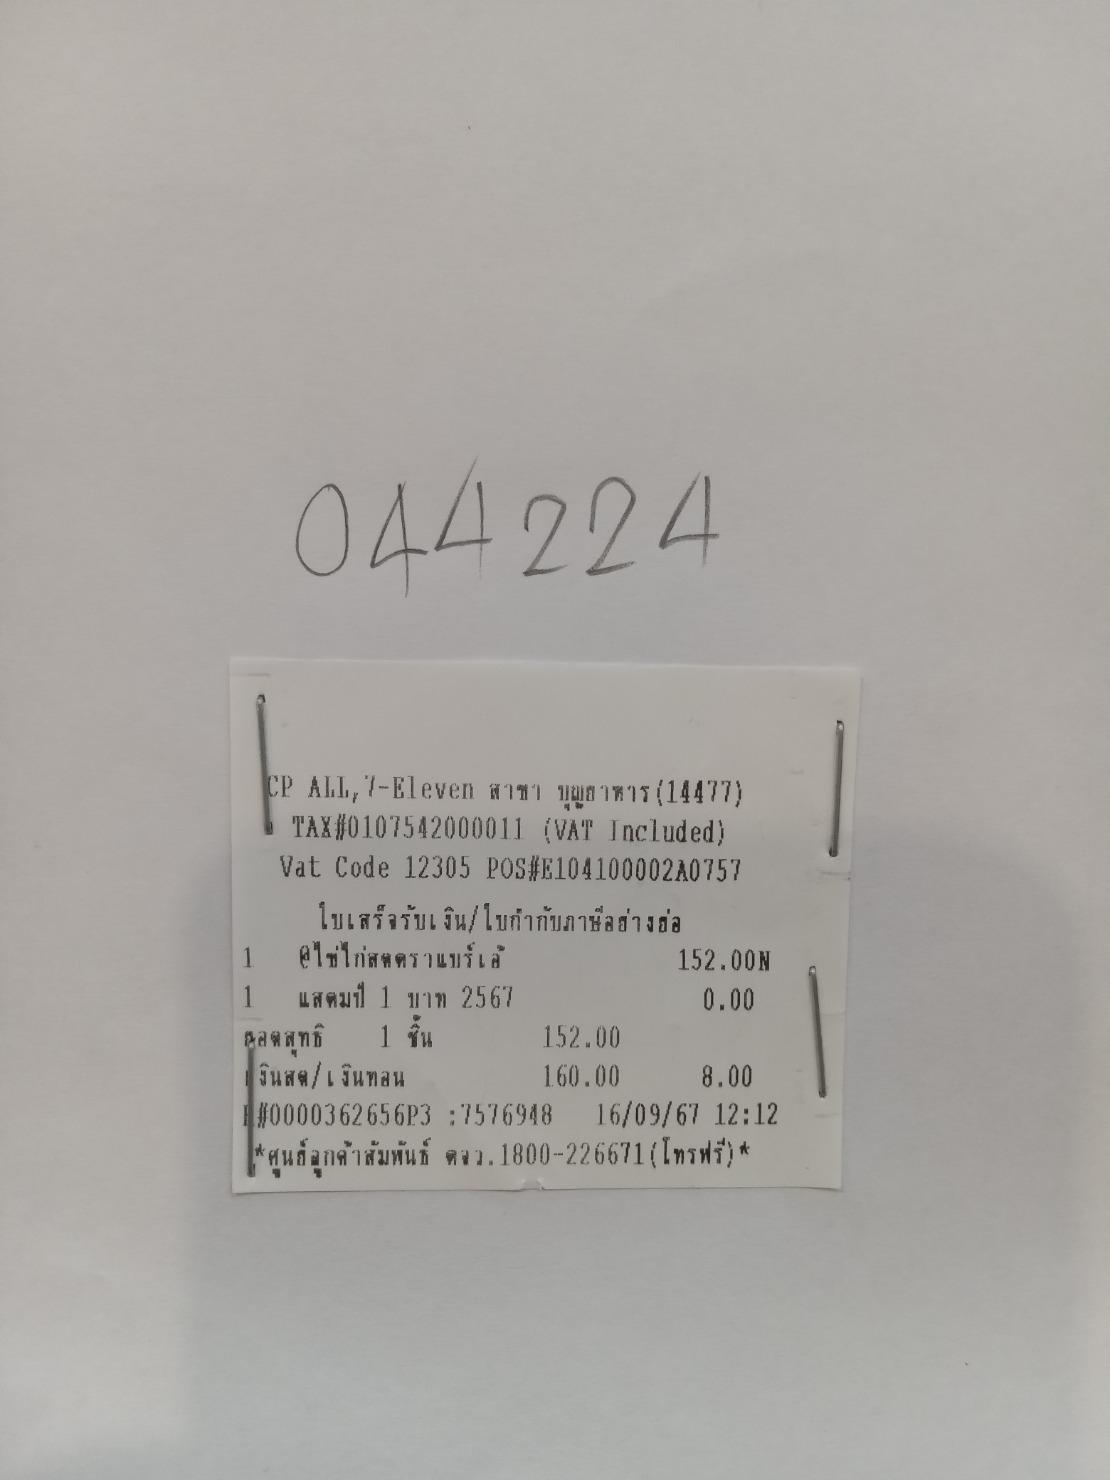 044224
CP ALL,7-Eleven สาขา บุญอาหาร(14477)
TAX#0107542000011 (VAT Included)
Vat Code 12305 POS#E104100002A0757
ใบเสร็จรับเงิน/ใบกำกับภาษีอย่างย่อ
1 @ไข่ไก่สดตราแบร์เอ้ 152.00N
1 แสตมป์ 1 บาท 2567 0.00
ยอดสุทธิ 1 ชิ้น 152.00
เงินสด/เงินทอน 160.00 8.00
R#0000362656P3 :7576948 16/09/67 12:12
*ศูนย์ลูกค้าสัมพันธ์ ตจว.1800-226671(โทรฟรี)*